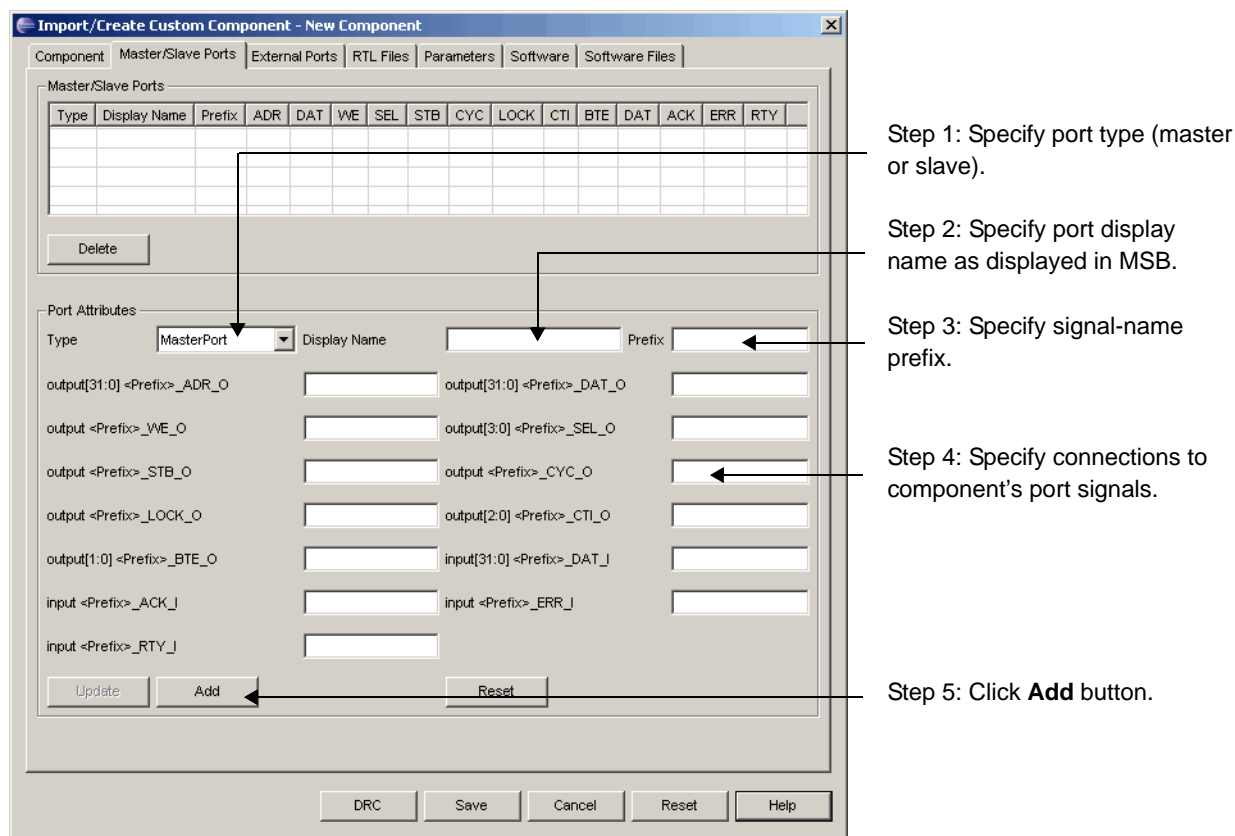 Import/Create Custom Component - New Component
Component Master/Slave Ports External Ports RTL Files Parameters Software Software Files
Master/Slave Ports
Type Display Name Prefix ADR DAT WE SEL STB CYC LOCK CTI BTE DAT ACK ERR RTY
Delete
Port Attributes
Type MasterPort Display Name Prefix
output[31:0] <Prefix>_ADR_O output[31:0] <Prefix>_DAT_O
output <Prefix>_WE_O output[3:0] <Prefix>_SEL_O
output <Prefix>_STB_O output <Prefix>_CYC_O
output <Prefix>_LOCK_O output[2:0] <Prefix>_CTI_O
output[1:0] <Prefix>_BTE_O input[31:0] <Prefix>_DAT_I
input <Prefix>_ACK_I input <Prefix>_ERR_I
input <Prefix>_RTY_I
Update Add Reset
DRC Save Cancel Reset Help
Step 1: Specify port type (master
or slave).
Step 2: Specify port display
name as displayed in MSB.
Step 3: Specify signal-name
prefix.
Step 4: Specify connections to
component's port signals.
Step 5: Click Add button.